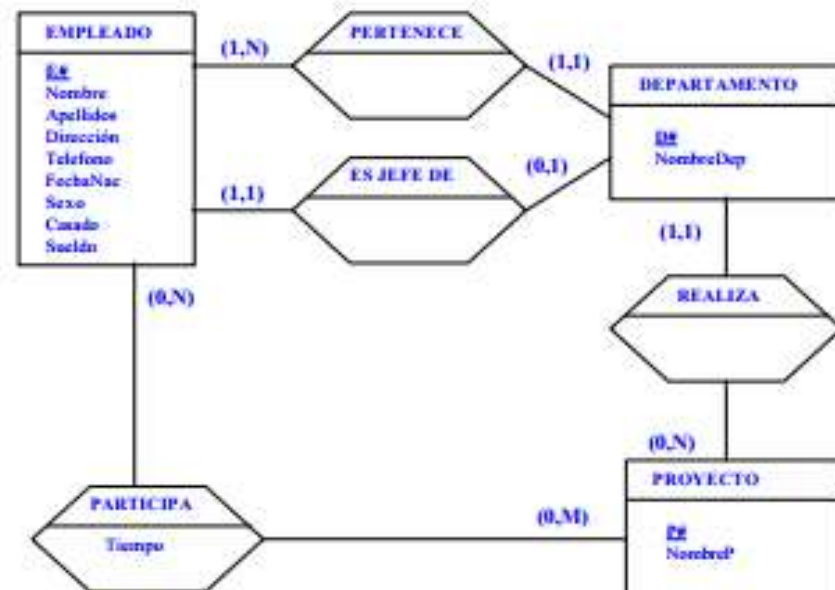 EMPLEADO
E#
Nombre
Apellidos
Dirección
Telefono
FechaNac
Sexo
Casado
Sueldo
(1,N)
PERTENECE
(1,1)
DEPARTAMENTO
D#
NombreDep
(1,1)
ES JEFE DE
(0,1)
(1,1)
REALIZA
(0,N)
(0,N)
PROYECTO
P#
NombreP
PARTICIPA
Tiempo
(0,M)